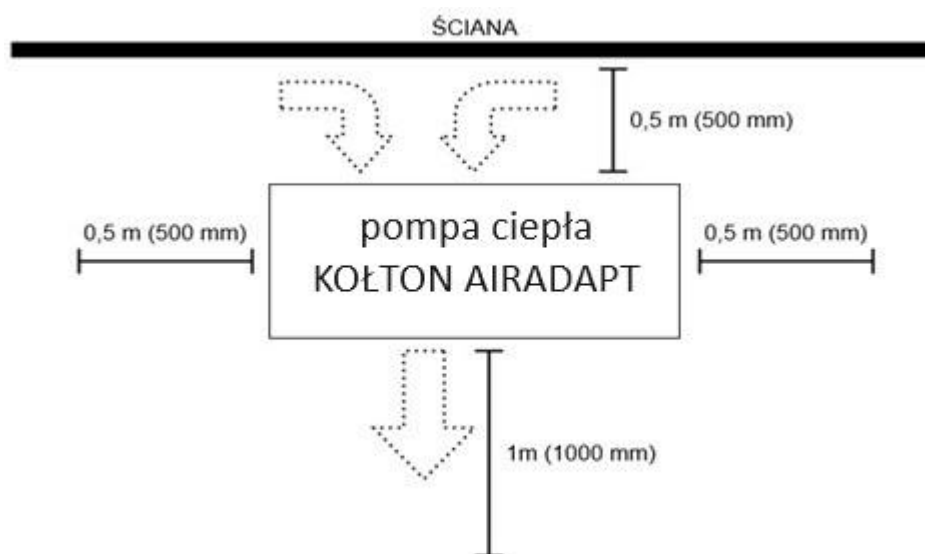 ŚCIANA
0,5 m (500 mm)
pompa ciepła
KOŁTON AIRADAPT
0,5 m (500 mm)
0,5 m (500 mm)
1m (1000 mm)